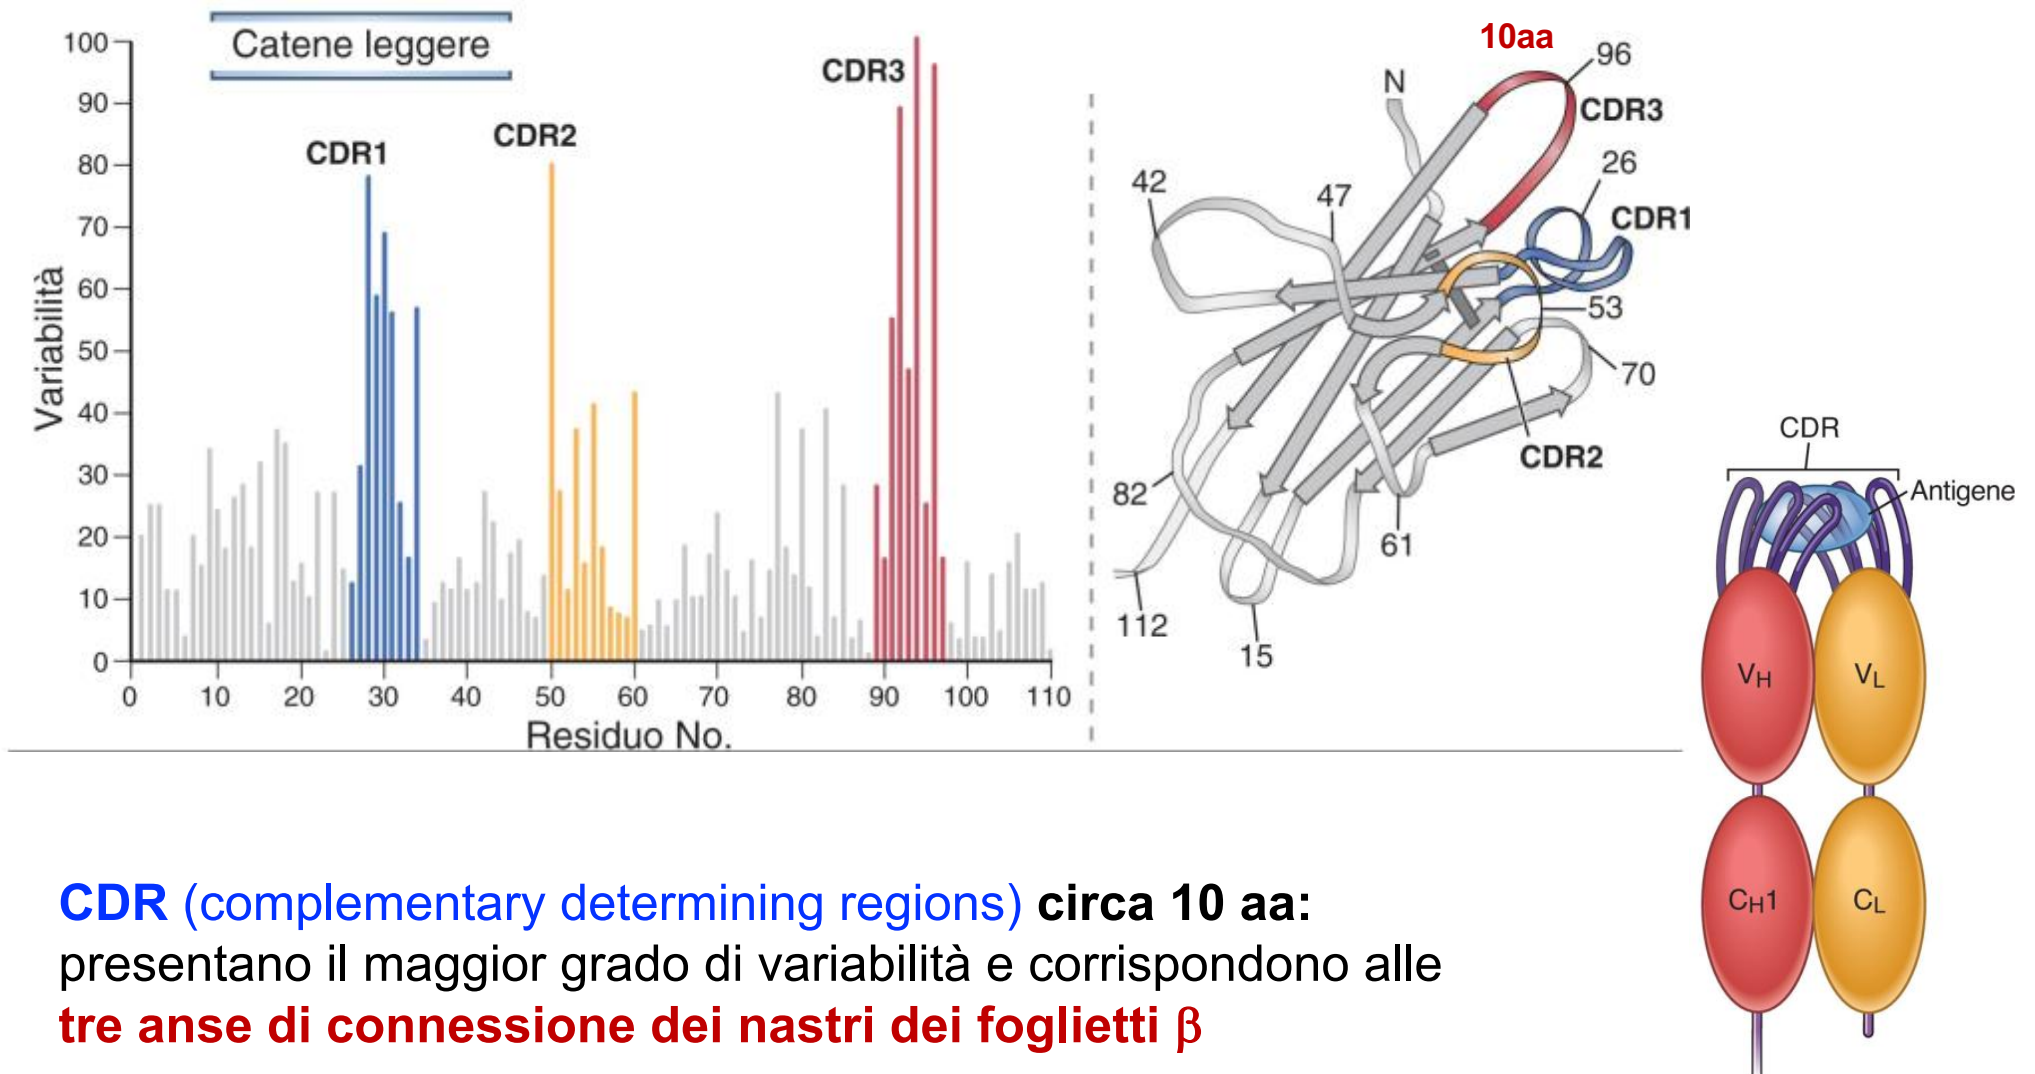 Catene leggere
100
90
80
70
60
50
40
30
20
10
0
Variabilità
CDR1
CDR2
CDR3
0 10 20 30 40 50 60 70 80 90 100 110
Residuo No.
10aa
96
N
CDR3
26
42
47
CDR1
53
70
CDR2
82
61
112
15
CDR
Antigene
VH
VL
CH1
CL
CDR (complementary determining regions) circa 10 aa:
presentano il maggior grado di variabilità e corrispondono alle
tre anse di connessione dei nastri dei foglietti β